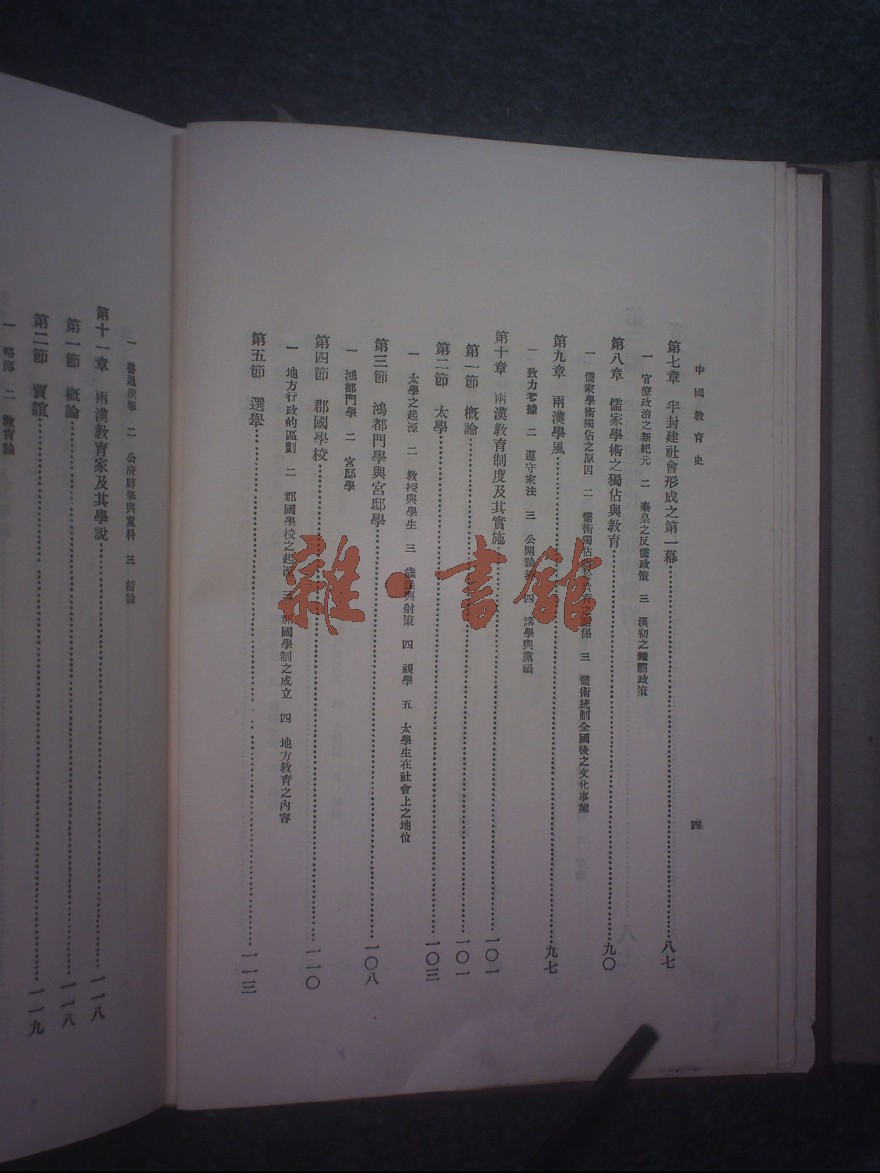 中國教育史
四
第七章 半封建社會形成之第一幕……八七
一 官僚政治之新紀元 二 秦皇之反儒政策 三 漢初之政策
第八章 儒家學術之獨佔與教育……九〇
一 儒家學術獨佔之原因 二 儒術獨佔 三 儒術統制全國後之文化事業
第九章 兩漢學風……九七
一 致力考據 二 遵守家法 三 公開 四 講學與黨禍
第十章 兩漢教育制度及其實施……一〇一
第一節 概論……一〇一
第二節 太學……一〇三
一 太學之起源 二 教授與學生 三 與射策 四 視學 五 太學生在社會上之地位
第三節 鴻都門學與宮邸學……一〇八
一 鴻都門學 二 宮邸學
第四節 郡國學校……一一〇
一 地方行政的區劃 二 郡國學校之起源 三 郡國學制之成立 四 地方教育之內容
第五節 選舉……一一三
一 普通選舉 二 公府辟舉與童科 三 結論
第十一章 兩漢教育家及其學說……一一八
第一節 概論……一一八
第二節 賈誼……一一九
一 略傳 二 教育論
雜·書館